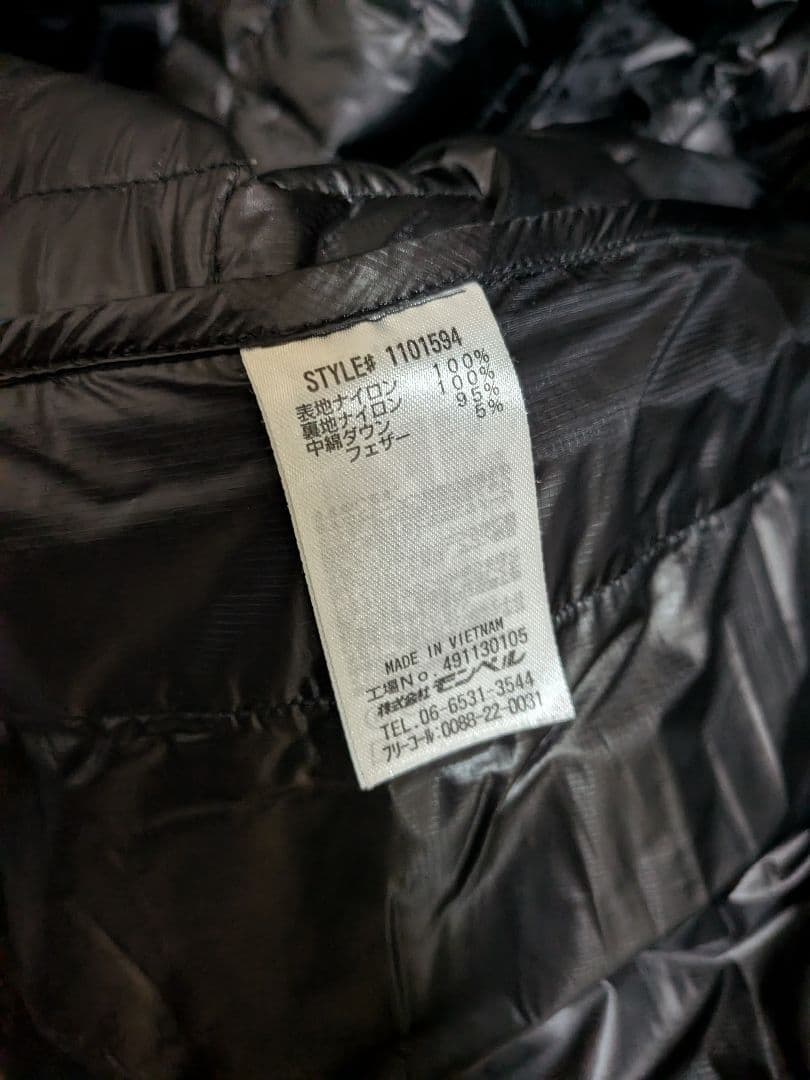 STYLE# 1101594
表地ナイロン 100%
裏地ナイロン 100%
中綿ダウン 95%
フェザー 5%
MADE IN VIETNAM
工場No. 491130105
株式会社 モンベル
TEL.06-6531-3544
フリーコール:0088-22-0031